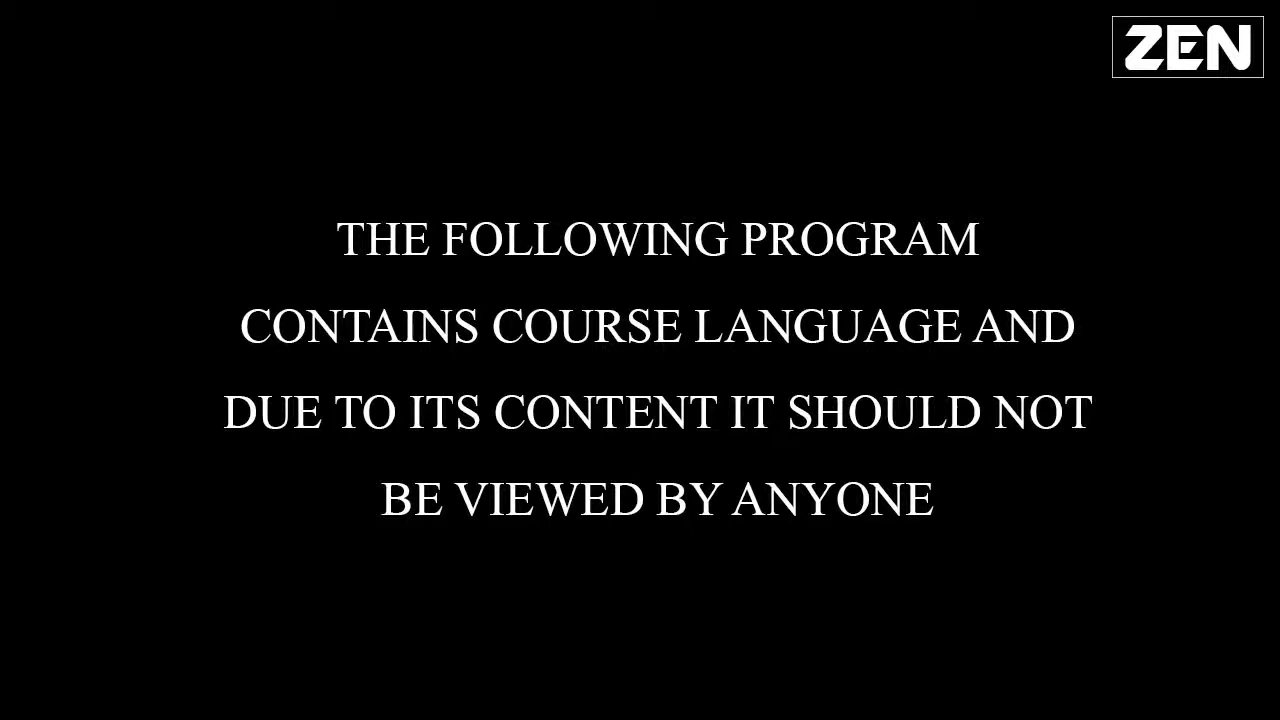 ZEN
THE FOLLOWING PROGRAM
CONTAINS COURSE LANGUAGE AND
DUE TO ITS CONTENT IT SHOULD NOT
BE VIEWED BY ANYONE